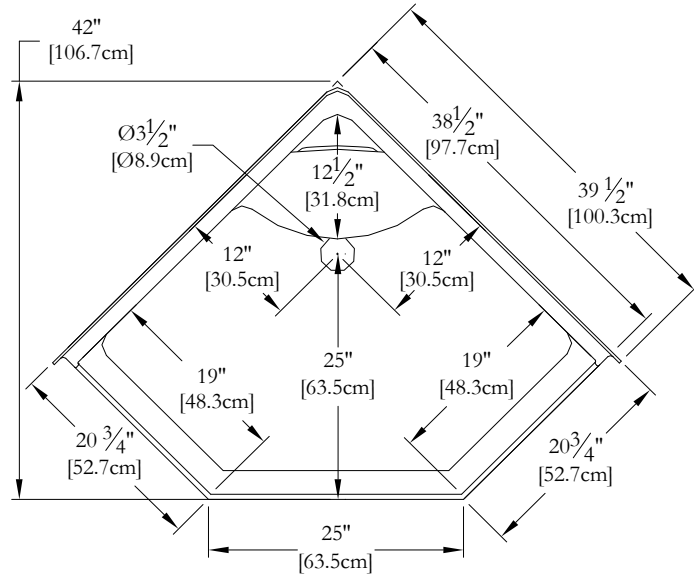 42"
[106.7cm]
Ø3½"
[Ø8.9cm]
38½"
[97.7cm]
12½"
[31.8cm]
39 ½"
[100.3cm]
12"
[30.5cm]
12"
[30.5cm]
19"
[48.3cm]
25"
[63.5cm]
19"
[48.3cm]
20 ¾"
[52.7cm]
20¾"
[52.7cm]
25"
[63.5cm]